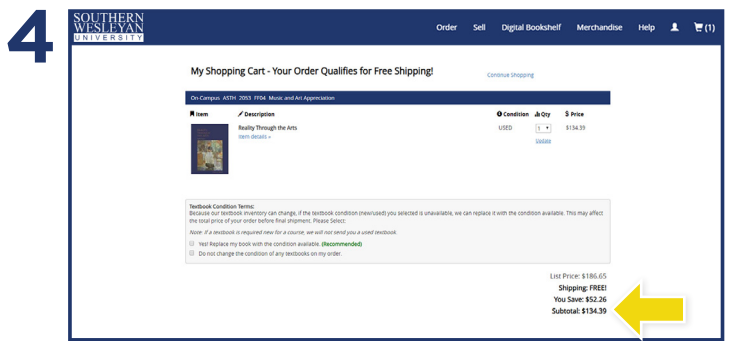 4
SOUTHERN
WESLEYAN
UNIVERSITY
Order Sell Digital Bookshelf Merchandise Help (1)
My Shopping Cart - Your Order Qualifies for Free Shipping!
Continue Shopping
On-Campus ASTH 2053 FF04 Music and Art Appreciation
Item Description Condition Qty $ Price
Reality Through the Arts USED 1 $134.39
Item details »
Update
Textbook Condition Terms:
Because our textbook inventory can change, if the textbook condition (new/used) you selected is unavailable, we can replace it with the condition available. This may affect
the total price of your order before final shipment. Please Select:
Note: If a textbook is required new for a course, we will not send you a used textbook.
Yes! Replace my book with the condition available. (Recommended)
Do not change the condition of any textbooks on my order.
List Price: $186.65
Shipping: FREE!
You Save: $52.26
Subtotal: $134.39